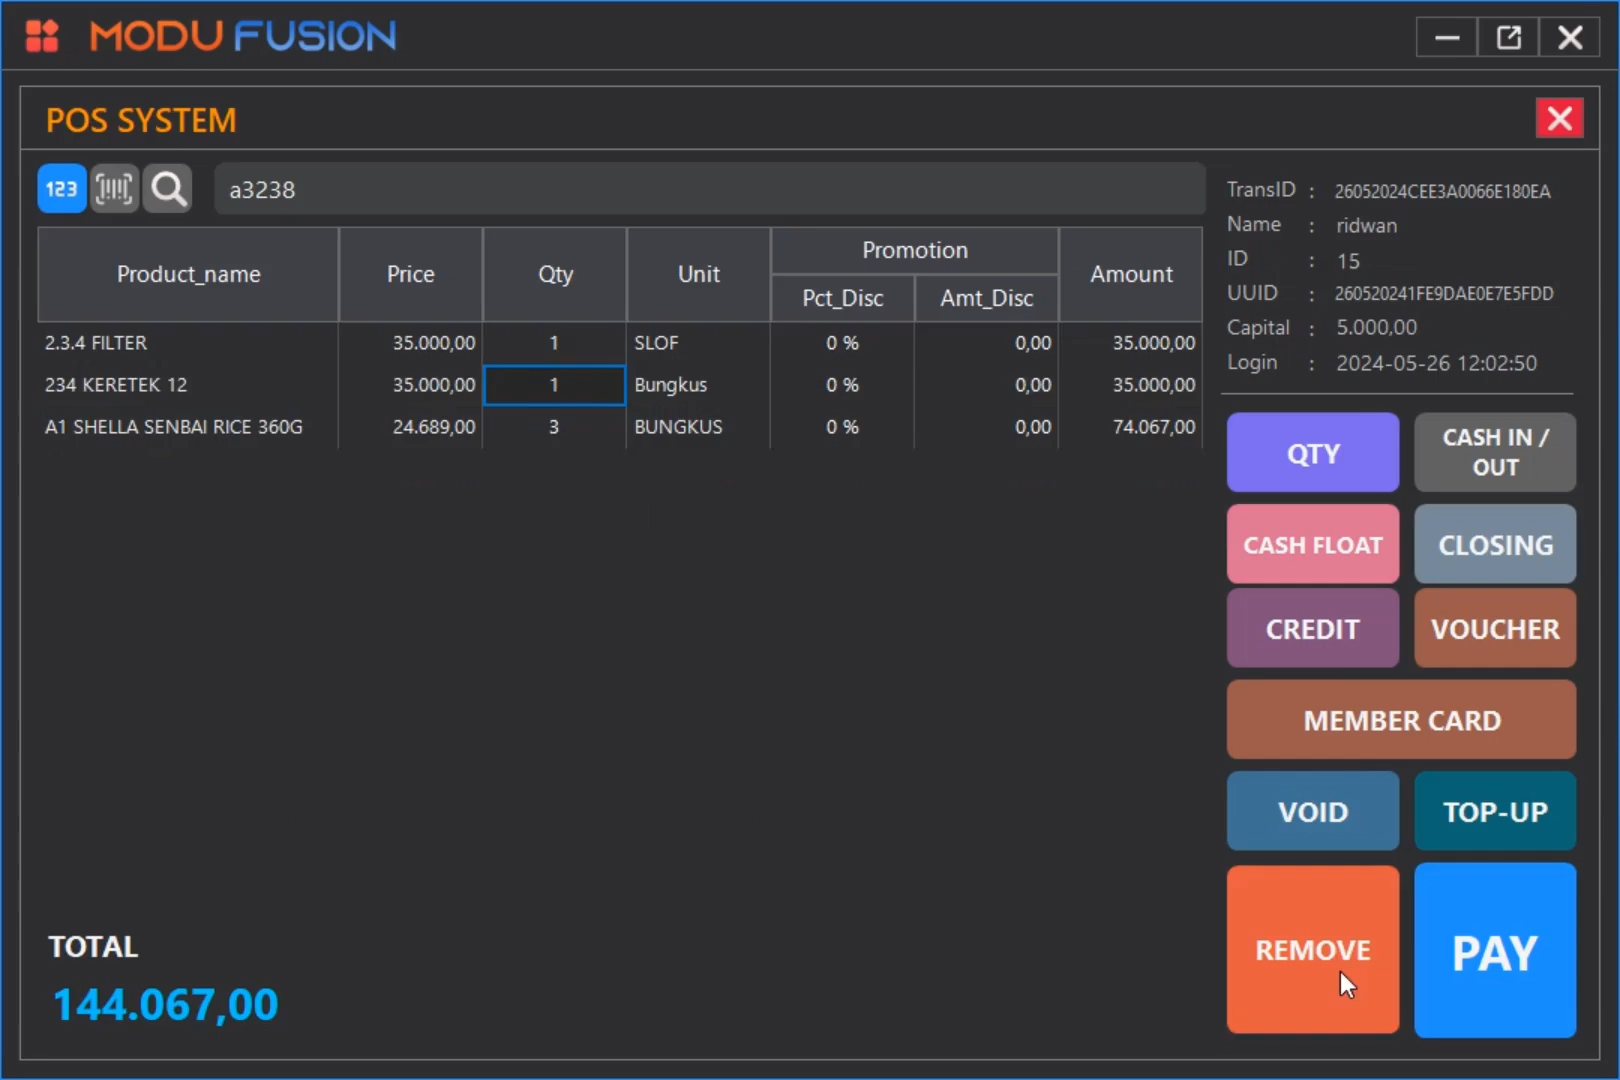 MODU FUSION
POS SYSTEM
123
a3238
Product_name Price Qty Unit Promotion Amount
Pct_Disc Amt_Disc
2.3.4 FILTER 35.000,00 1 SLOF 0 % 0,00 35.000,00
234 KERETEK 12 35.000,00 1 Bungkus 0 % 0,00 35.000,00
A1 SHELLA SENBAI RICE 360G 24.689,00 3 BUNGKUS 0 % 0,00 74.067,00
TOTAL
144.067,00
TransID : 26052024CEE3A0066E180EA
Name : ridwan
ID : 15
UUID : 260520241FE9DAE0E7E5FDD
Capital : 5.000,00
Login : 2024-05-26 12:02:50
QTY
CASH IN /
OUT
CASH FLOAT
CLOSING
CREDIT
VOUCHER
MEMBER CARD
VOID
TOP-UP
REMOVE
PAY